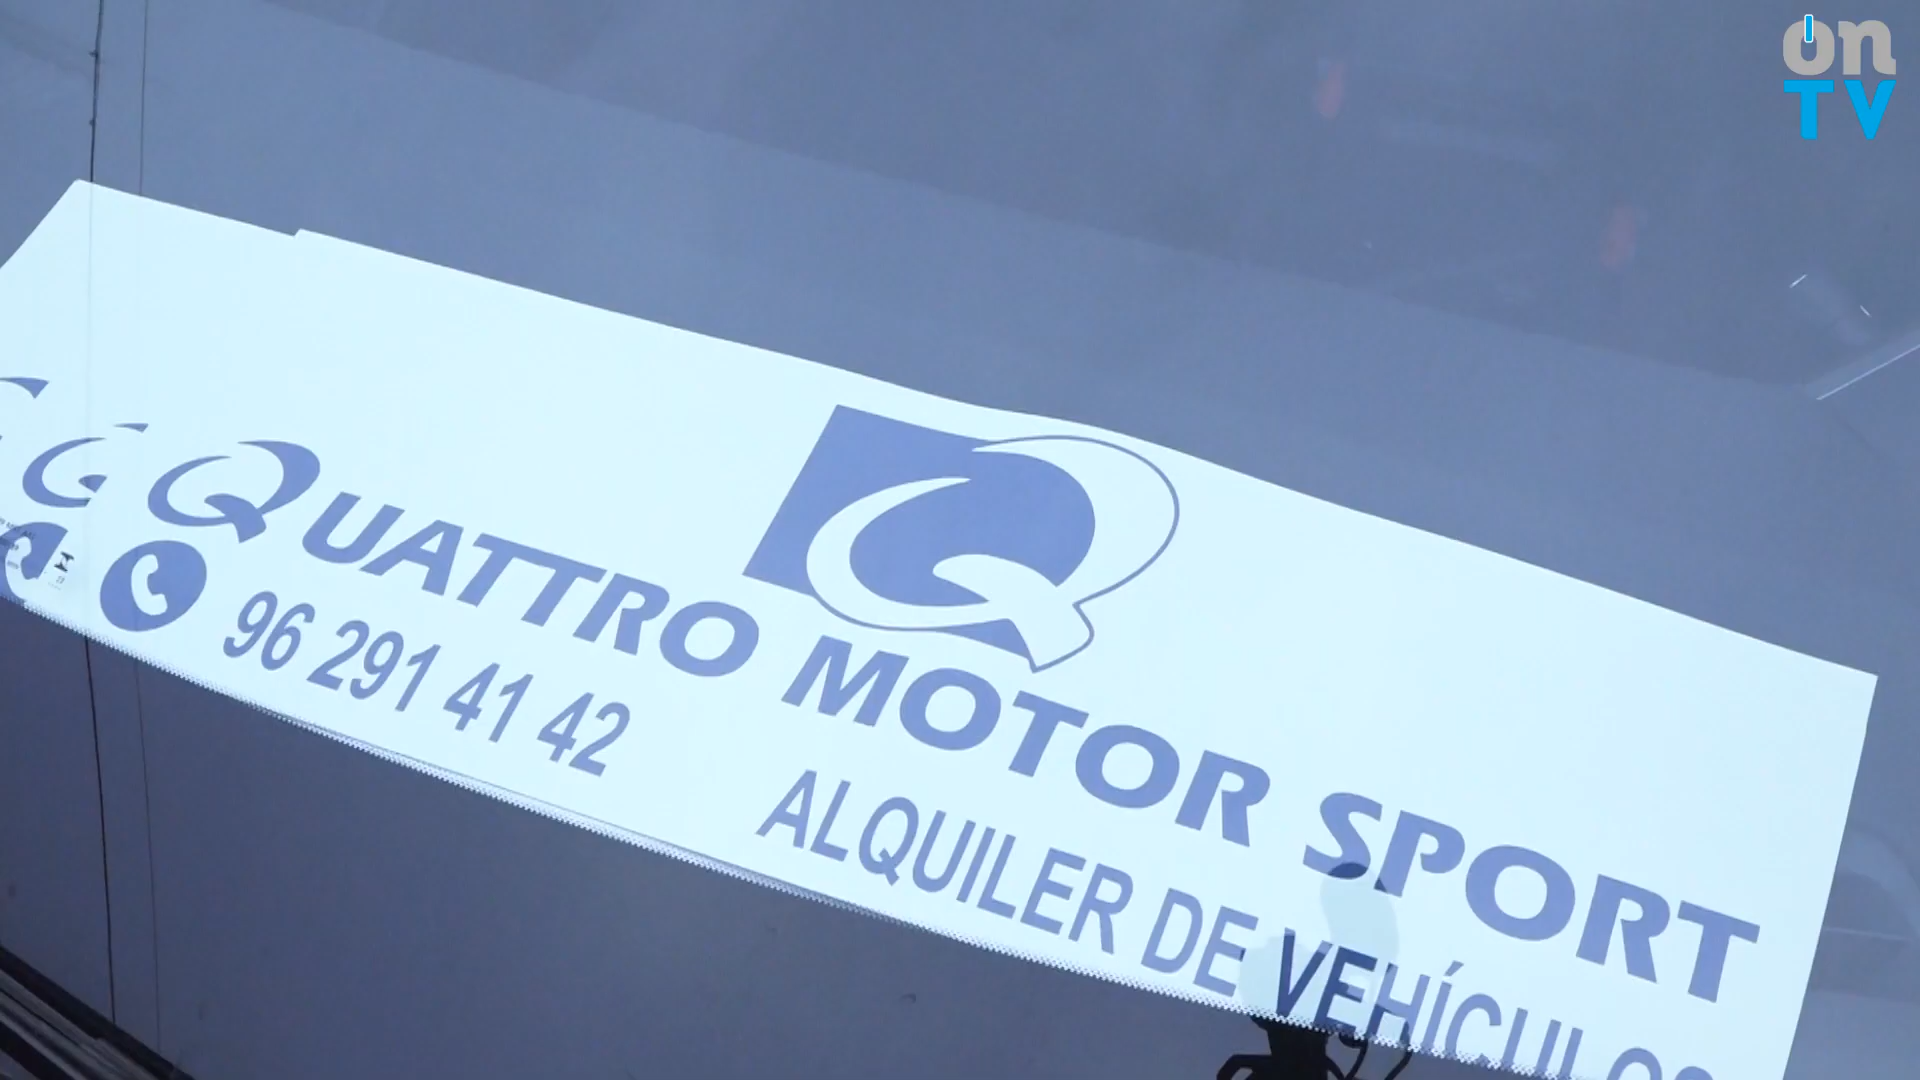 on
TV
QUATTRO MOTOR SPORT
96 291 41 42
ALQUILER DE VEHÍCULOS